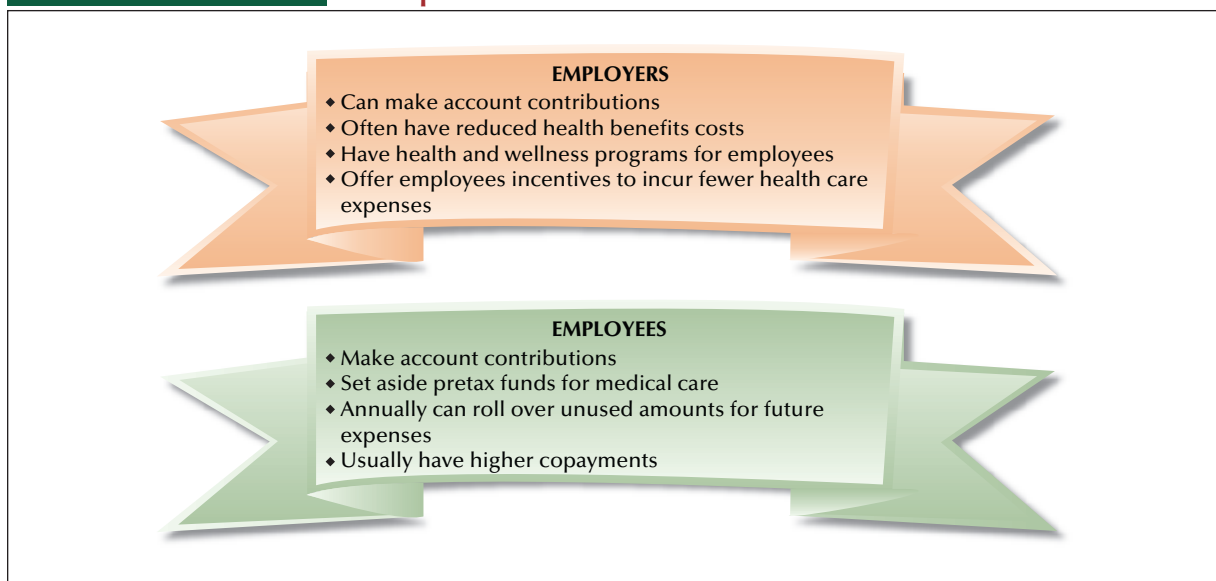 EMPLOYERS
◆ Can make account contributions
◆ Often have reduced health benefits costs
◆ Have health and wellness programs for employees
◆ Offer employees incentives to incur fewer health care
expenses
EMPLOYEES
◆ Make account contributions
◆ Set aside pretax funds for medical care
◆ Annually can roll over unused amounts for future
expenses
◆ Usually have higher copayments